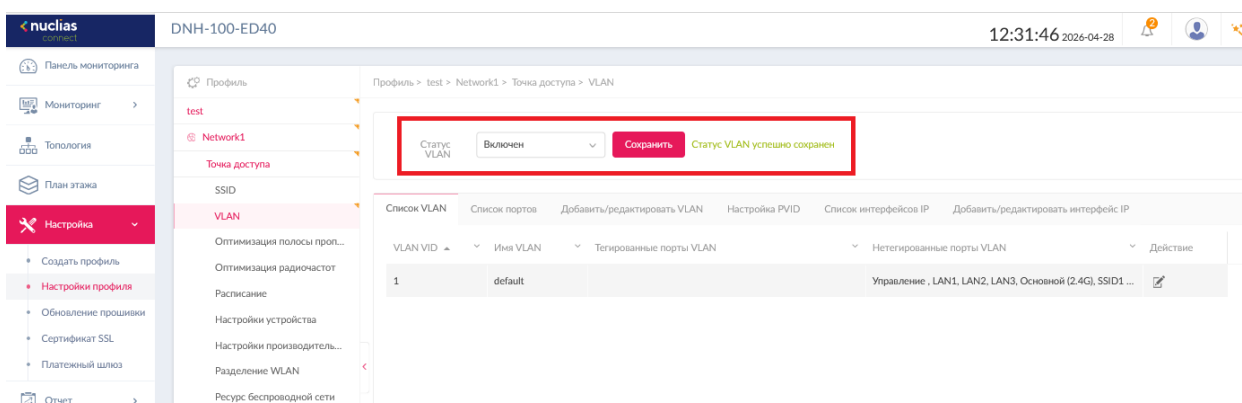 nuclias
connect
DNH-100-ED40
12:31:46 2026-04-28
2
Панель мониторинга
Мониторинг
Топология
План этажа
Настройка
Создать профиль
Настройки профиля
Обновление прошивки
Сертификат SSL
Платежный шлюз
Отчет
Профиль
test
Network1
Точка доступа
SSID
VLAN
Оптимизация полосы проп...
Оптимизация радиочастот
Расписание
Настройки устройства
Настройки производитель...
Разделение WLAN
Ресурс беспроводной сети
Профиль > test > Network1 > Точка доступа > VLAN
Статус VLAN
Включен
Сохранить
Статус VLAN успешно сохранен
Список VLAN Список портов Добавить/редактировать VLAN Настройка PVID Список интерфейсов IP Добавить/редактировать интерфейс IP
VLAN VID Имя VLAN Тегированные порты VLAN Нетегированные порты VLAN Действие
1 default Управление , LAN1, LAN2, LAN3, Основной (2.4G), SSID1 ...